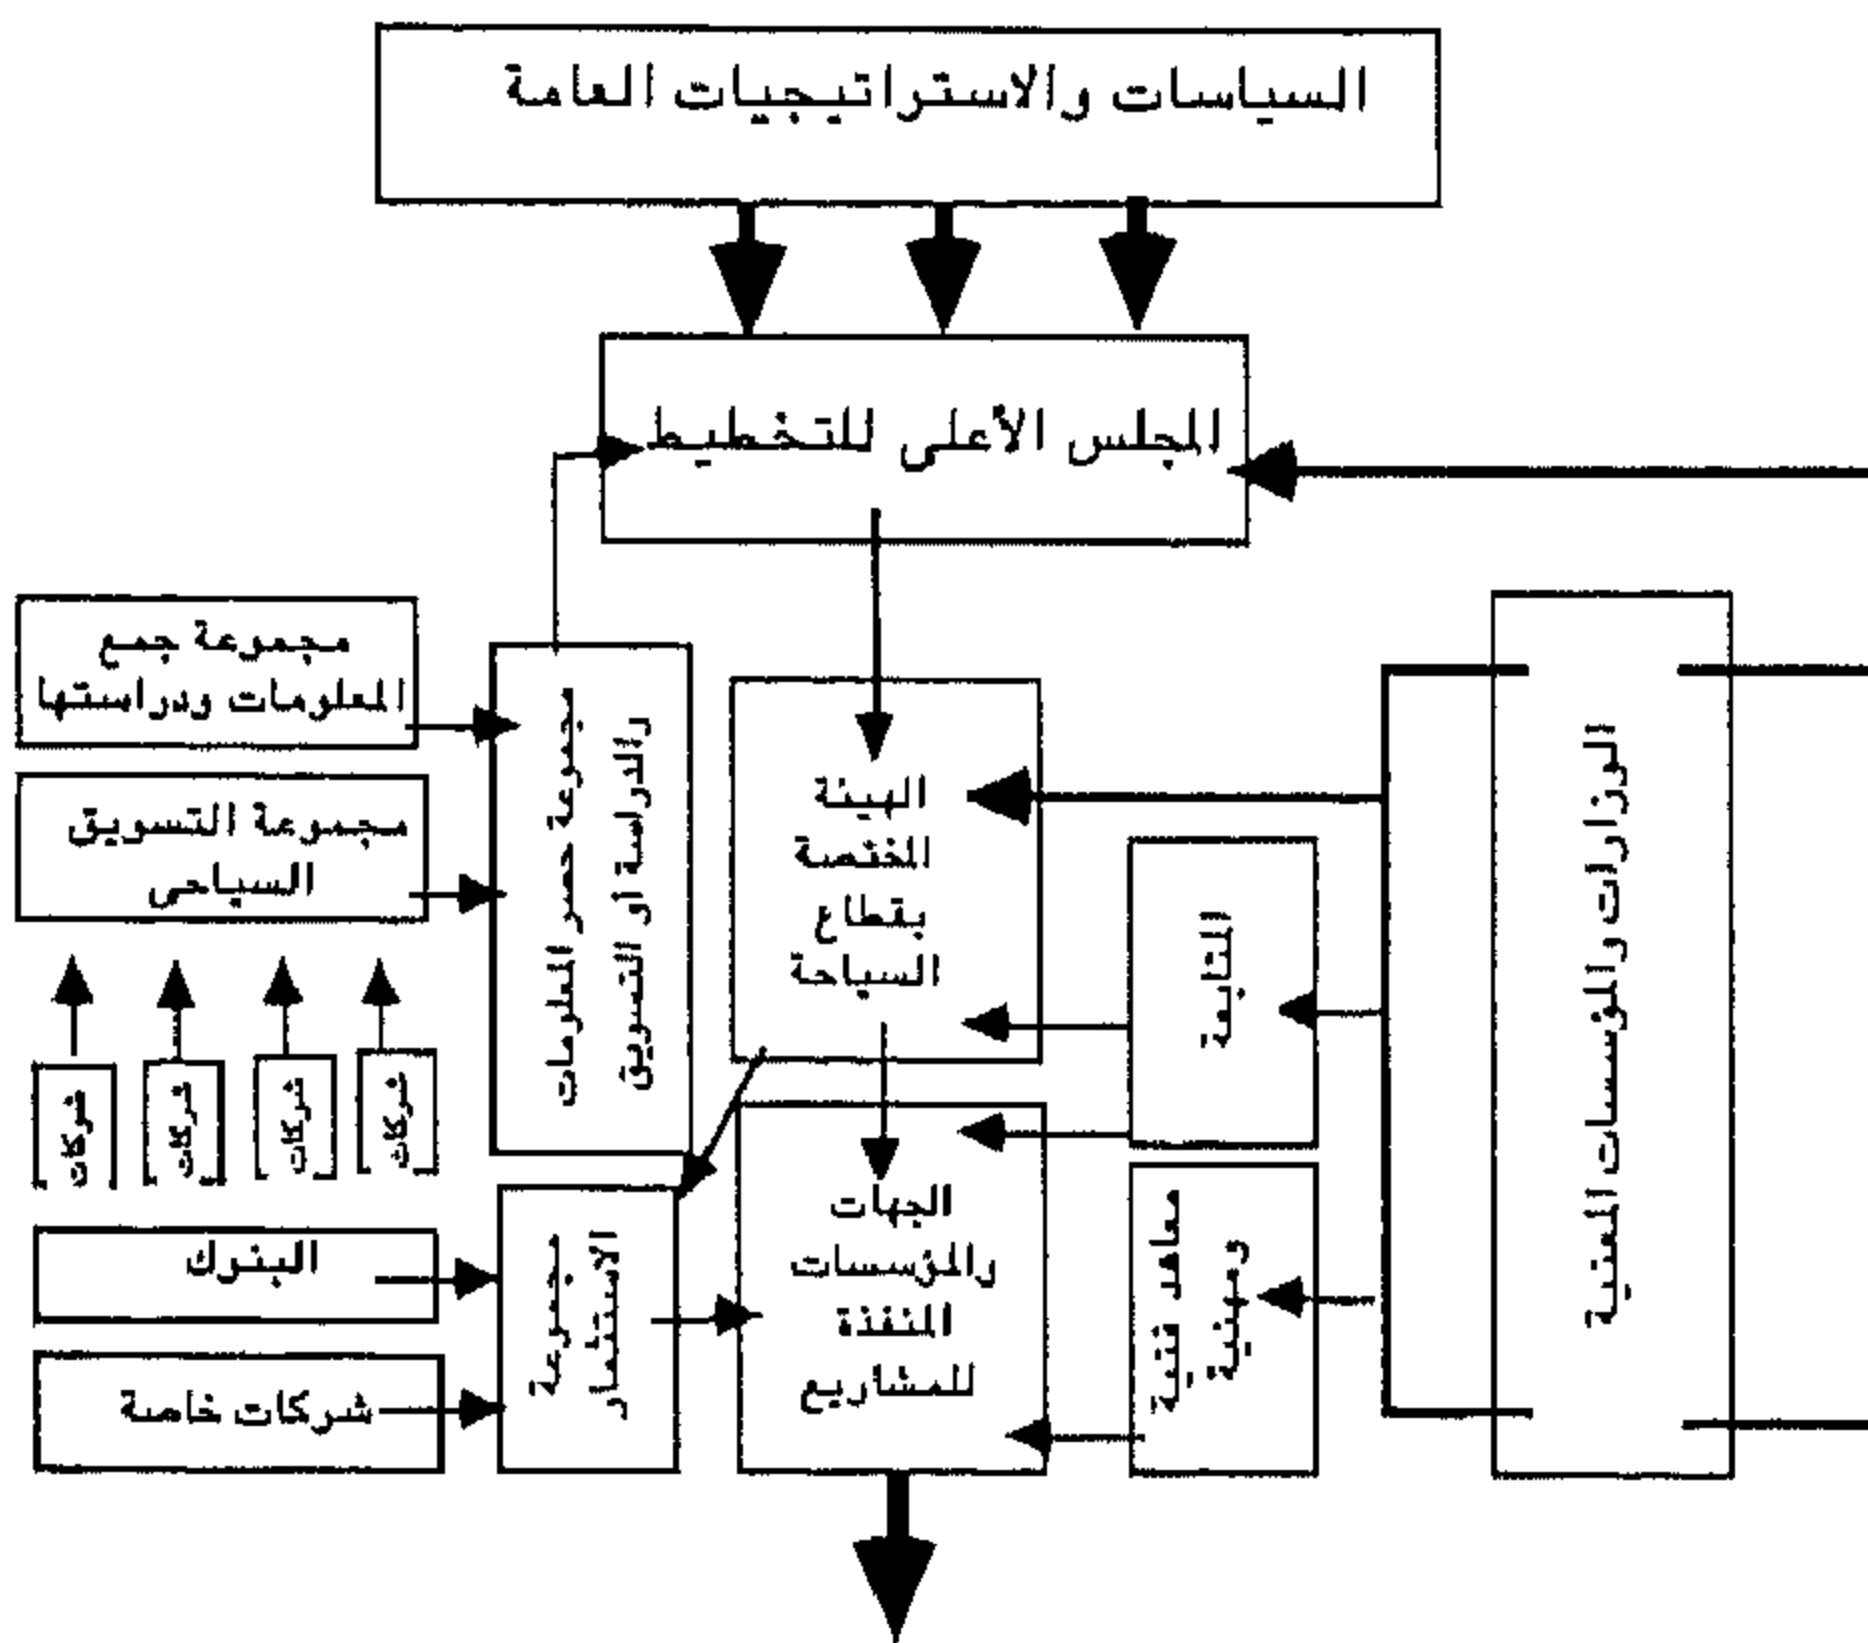 السياسات والاستراتيجيات العامة
المجلس الأعلى للتخطيط
الوزارات والمؤسسات المعنية
المتابعة
معاهد فنية
ومهنية
الهيئة
المختصة
بقطاع
السياحة
الجهات
والمؤسسات
المنفذة
للمشاريع
مجموعة حصر المعلومات
والدراسة أو التسويق
مجموعة
الاستثمار
مجموعة جمع
المعلومات ودراستها
مجموعة التسويق
السياحى
شركات
شركات
شركات
شركات
البنوك
شركات خاصة